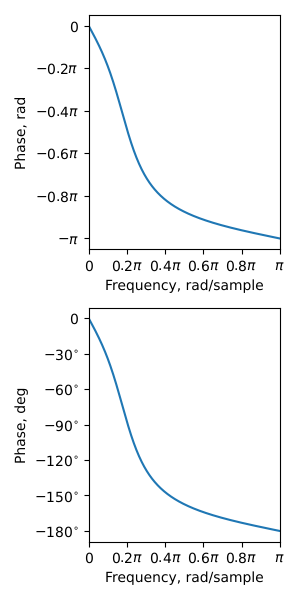 0
−0.2π
−0.4π
−0.6π
−0.8π
−π
Phase, rad
0 0.2π 0.4π 0.6π 0.8π π
Frequency, rad/sample
0
−30°
−60°
−90°
−120°
−150°
−180°
Phase, deg
0 0.2π 0.4π 0.6π 0.8π π
Frequency, rad/sample